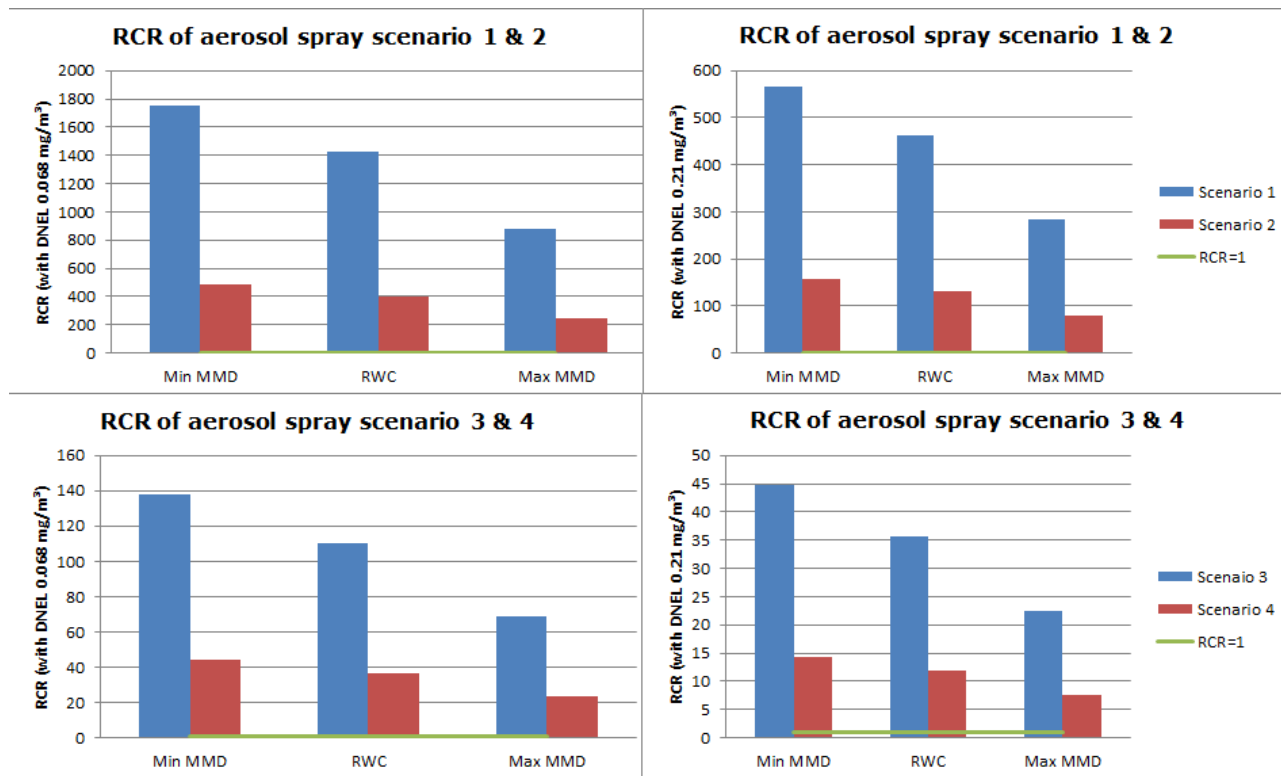 RCR of aerosol spray scenario 1 & 2
RCR (with DNEL 0.068 mg/m³)
2000
1800
1600
1400
1200
1000
800
600
400
200
0
Min MMD
RWC
Max MMD
RCR of aerosol spray scenario 1 & 2
RCR (with DNEL 0.21 mg/m³)
600
500
400
300
200
100
0
Min MMD
RWC
Max MMD
Scenario 1
Scenario 2
RCR=1
RCR of aerosol spray scenario 3 & 4
RCR (with DNEL 0.068 mg/m³)
160
140
120
100
80
60
40
20
0
Min MMD
RWC
Max MMD
RCR of aerosol spray scenario 3 & 4
RCR (with DNEL 0.21 mg/m³)
50
45
40
35
30
25
20
15
10
5
0
Min MMD
RWC
Max MMD
Scenaio 3
Scenario 4
RCR=1